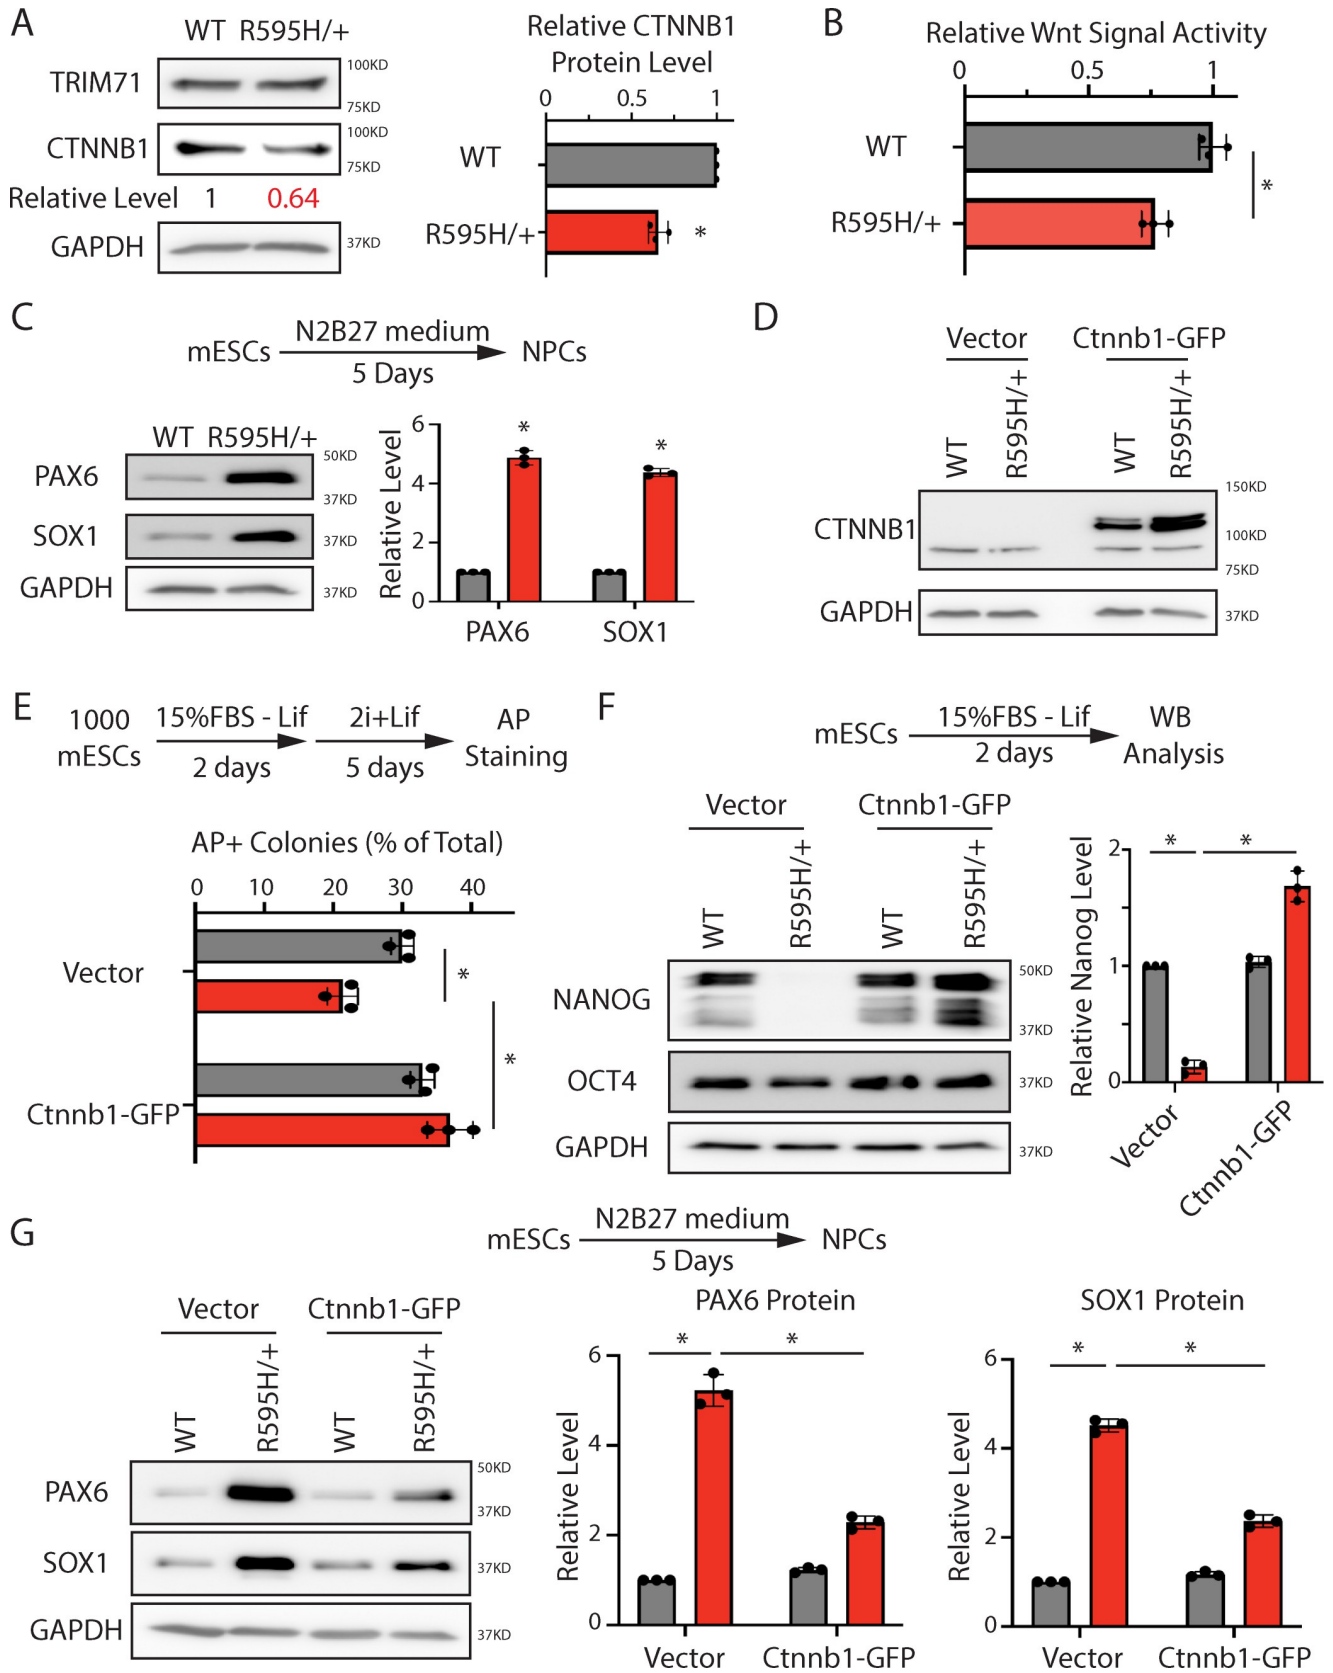 A
WT R595H/+
TRIM71
100KD
75KD
CTNNB1
100KD
75KD
Relative Level 1 0.64
GAPDH
37KD
Relative CTNNB1
Protein Level
0 0.5 1
WT
R595H/+
*
B
Relative Wnt Signal Activity
0 0.5 1
WT
R595H/+
*
C
mESCs
N2B27 medium
5 Days
NPCs
WT R595H/+
PAX6
50KD
37KD
SOX1
37KD
GAPDH
37KD
Relative Level
6
4
2
0
*
*
PAX6
SOX1
D
Vector Ctnnb1-GFP
WT
R595H/+
WT
R595H/+
CTNNB1
150KD
100KD
75KD
GAPDH
37KD
E
1000
mESCs
15%FBS - Lif
2 days
2i+Lif
5 days
AP
Staining
AP+ Colonies (% of Total)
0 10 20 30 40
Vector
Ctnnb1-GFP
*
*
F
mESCs
15%FBS - Lif
2 days
WB
Analysis
Vector Ctnnb1-GFP
WT
R595H/+
WT
R595H/+
NANOG
50KD
37KD
OCT4
37KD
GAPDH
37KD
Relative Nanog Level
2
1
0
* *
Vector
Ctnnb1-GFP
G
mESCs
N2B27 medium
5 Days
NPCs
Vector Ctnnb1-GFP
WT
R595H/+
WT
R595H/+
PAX6
50KD
37KD
SOX1
37KD
GAPDH
37KD
PAX6 Protein
Relative Level
6
4
2
0
* *
Vector Ctnnb1-GFP
SOX1 Protein
Relative Level
6
4
2
0
* *
Vector Ctnnb1-GFP